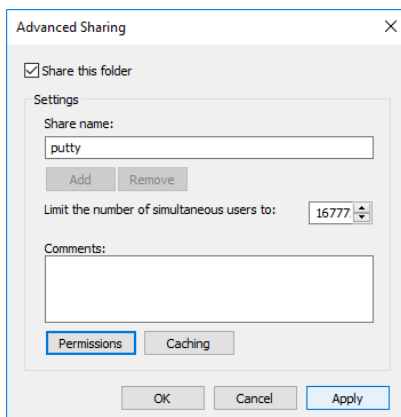 Advanced Sharing
Share this folder
Settings
Share name:
putty
Add Remove
Limit the number of simultaneous users to: 16777
Comments:
Permissions Caching
OK Cancel Apply